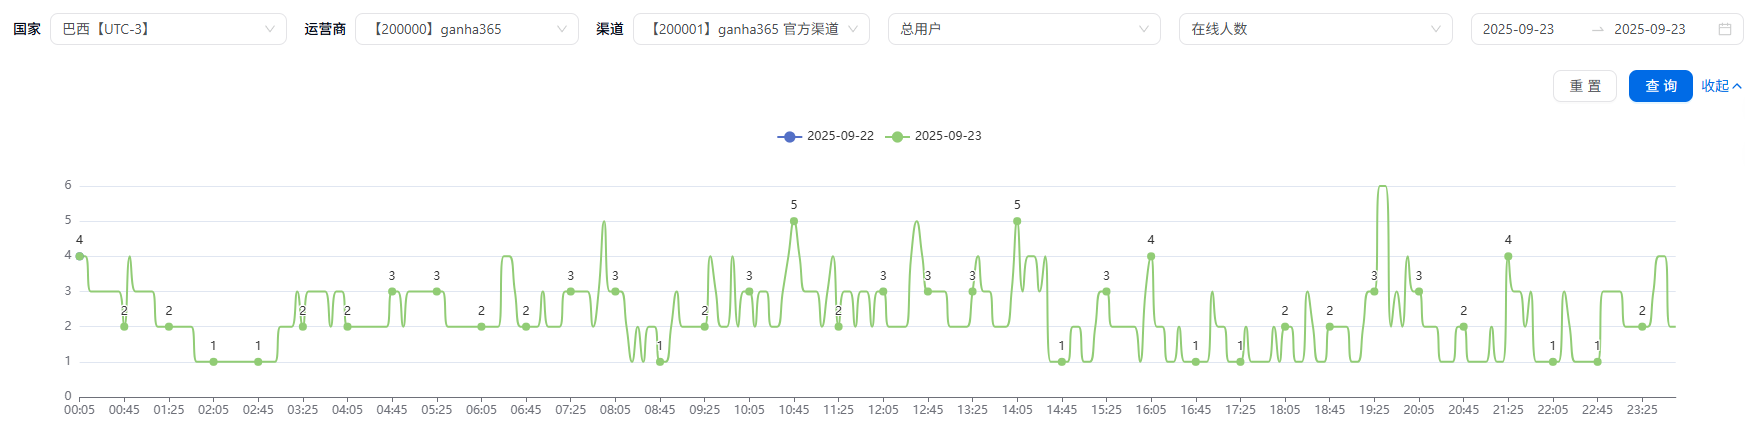 国家 巴西【UTC-3】 运营商 【200000】ganha365 渠道 【200001】ganha365 官方渠道 总用户 在线人数 2025-09-23 → 2025-09-23
重 置 查 询 收起
2025-09-22 2025-09-23
6
5
4
3
2
1
0
4 2 2 1 1 2 2 3 3 2 2 3 3 1 2 3 5 2 3 3 3 5 1 3 4 1 1 2 2 3 3 2 4 1 1 2
00:05 00:45 01:25 02:05 02:45 03:25 04:05 04:45 05:25 06:05 06:45 07:25 08:05 08:45 09:25 10:05 10:45 11:25 12:05 12:45 13:25 14:05 14:45 15:25 16:05 16:45 17:25 18:05 18:45 19:25 20:05 20:45 21:25 22:05 22:45 23:25